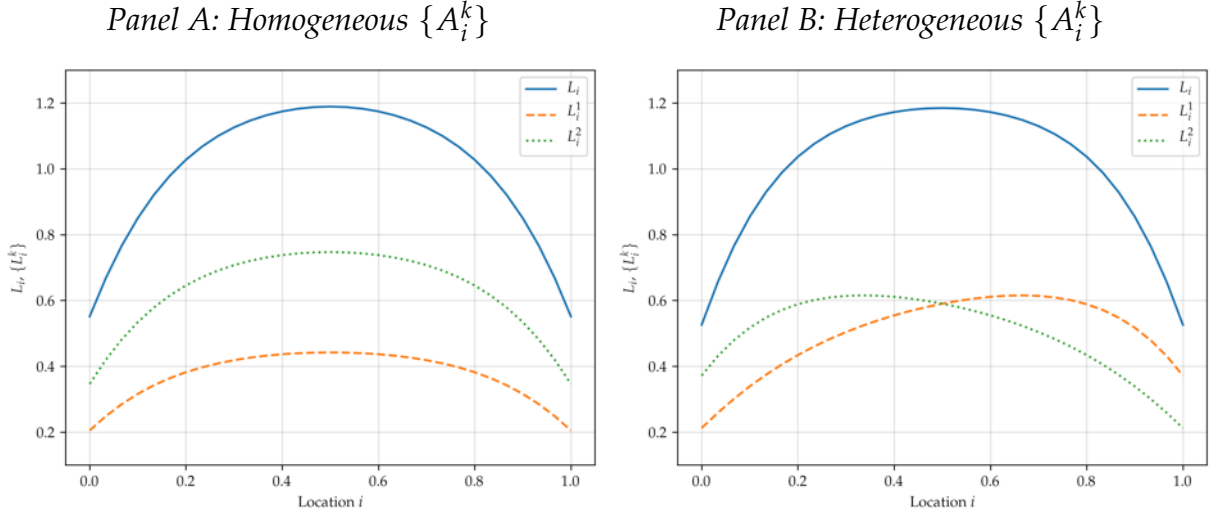 Panel A: Homogeneous {A_i^k}
Panel B: Heterogeneous {A_i^k}
L_i, {L_i^k}
1.2
1.0
0.8
0.6
0.4
0.2
0.0 0.2 0.4 0.6 0.8 1.0
Location i
L_i
L_i^1
L_i^2
L_i, {L_i^k}
1.2
1.0
0.8
0.6
0.4
0.2
0.0 0.2 0.4 0.6 0.8 1.0
Location i
L_i
L_i^1
L_i^2